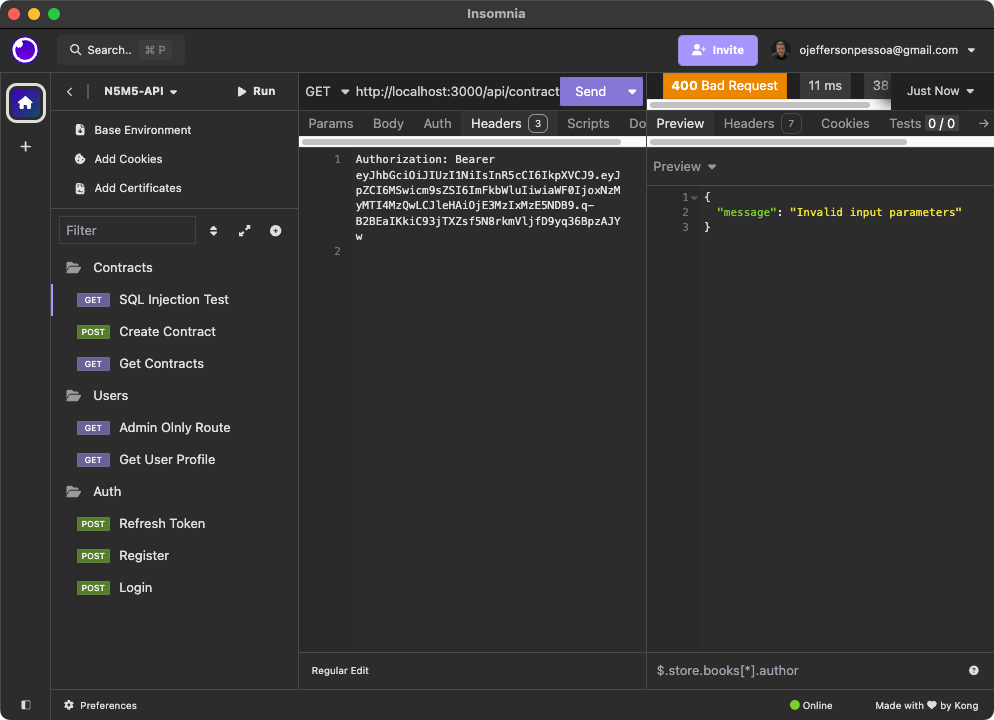 Insomnia
Search.. ⌘ P
Invite
ojeffersonpessoa@gmail.com
N5M5-API
Run
Base Environment
Add Cookies
Add Certificates
Filter
Contracts
GET SQL Injection Test
POST Create Contract
GET Get Contracts
Users
GET Admin Olnly Route
GET Get User Profile
Auth
POST Refresh Token
POST Register
POST Login
GET http://localhost:3000/api/contract Send
Params Body Auth Headers 3 Scripts Do
1 Authorization: Bearer
eyJhbGciOiJIUzI1NiIsInR5cCI6IkpXVCJ9.eyJ
pZCI6MSwicm9sZSI6ImFkbWluIiwiaWF0IjoxNzM
yMTI4MzQwLCJleHAiOjE3MzIxMzE5NDB9.q-
B2BEaIKkiC93jTXZsf5N8rkmVljfD9yq36BpzAJY
w
2
Regular Edit
400 Bad Request 11 ms 38 Just Now
Preview Headers 7 Cookies Tests 0 / 0
Preview
1 {
2 "message": "Invalid input parameters"
3 }
$.store.books[*].author
Preferences
Online
Made with ❤ by Kong